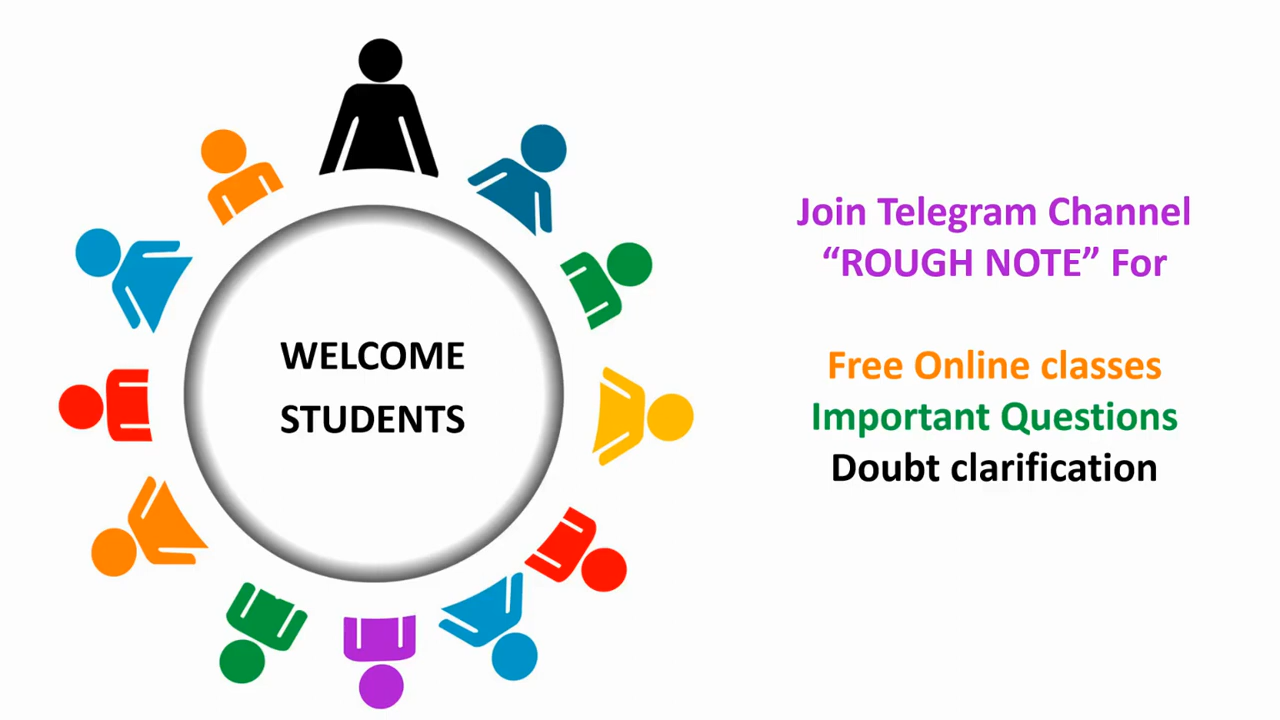 WELCOME
STUDENTS
Join Telegram Channel
“ROUGH NOTE” For
Free Online classes
Important Questions
Doubt clarification